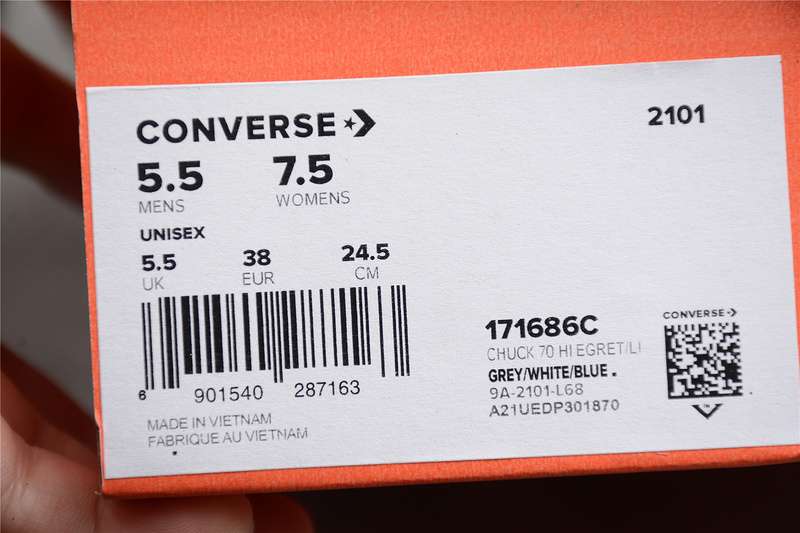 CONVERSE
2101
5.5 7.5
MENS WOMENS
UNISEX
5.5 38 24.5
UK EUR CM
6 901540 287163
MADE IN VIETNAM
FABRIQUE AU VIETNAM
CONVERSE
171686C
CHUCK 70 HI EGRET/LI
GREY/WHITE/BLUE.
9A-2101-L68
A21UEDP301870